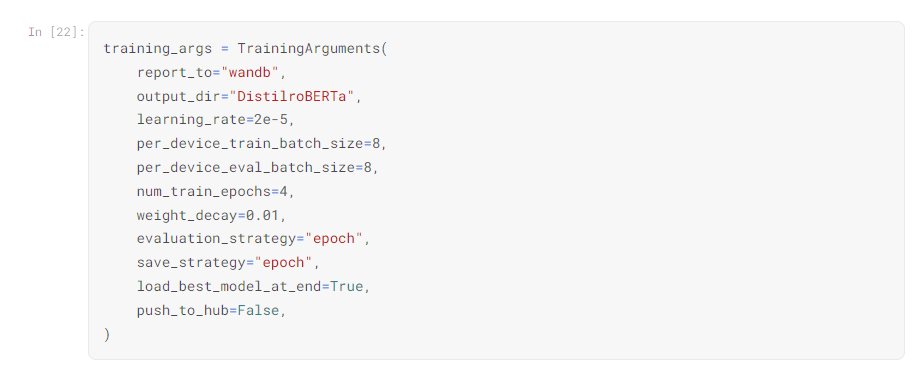 In [22]:
training_args = TrainingArguments(
    report_to="wandb",
    output_dir="DistilroBERTa",
    learning_rate=2e-5,
    per_device_train_batch_size=8,
    per_device_eval_batch_size=8,
    num_train_epochs=4,
    weight_decay=0.01,
    evaluation_strategy="epoch",
    save_strategy="epoch",
    load_best_model_at_end=True,
    push_to_hub=False,
)